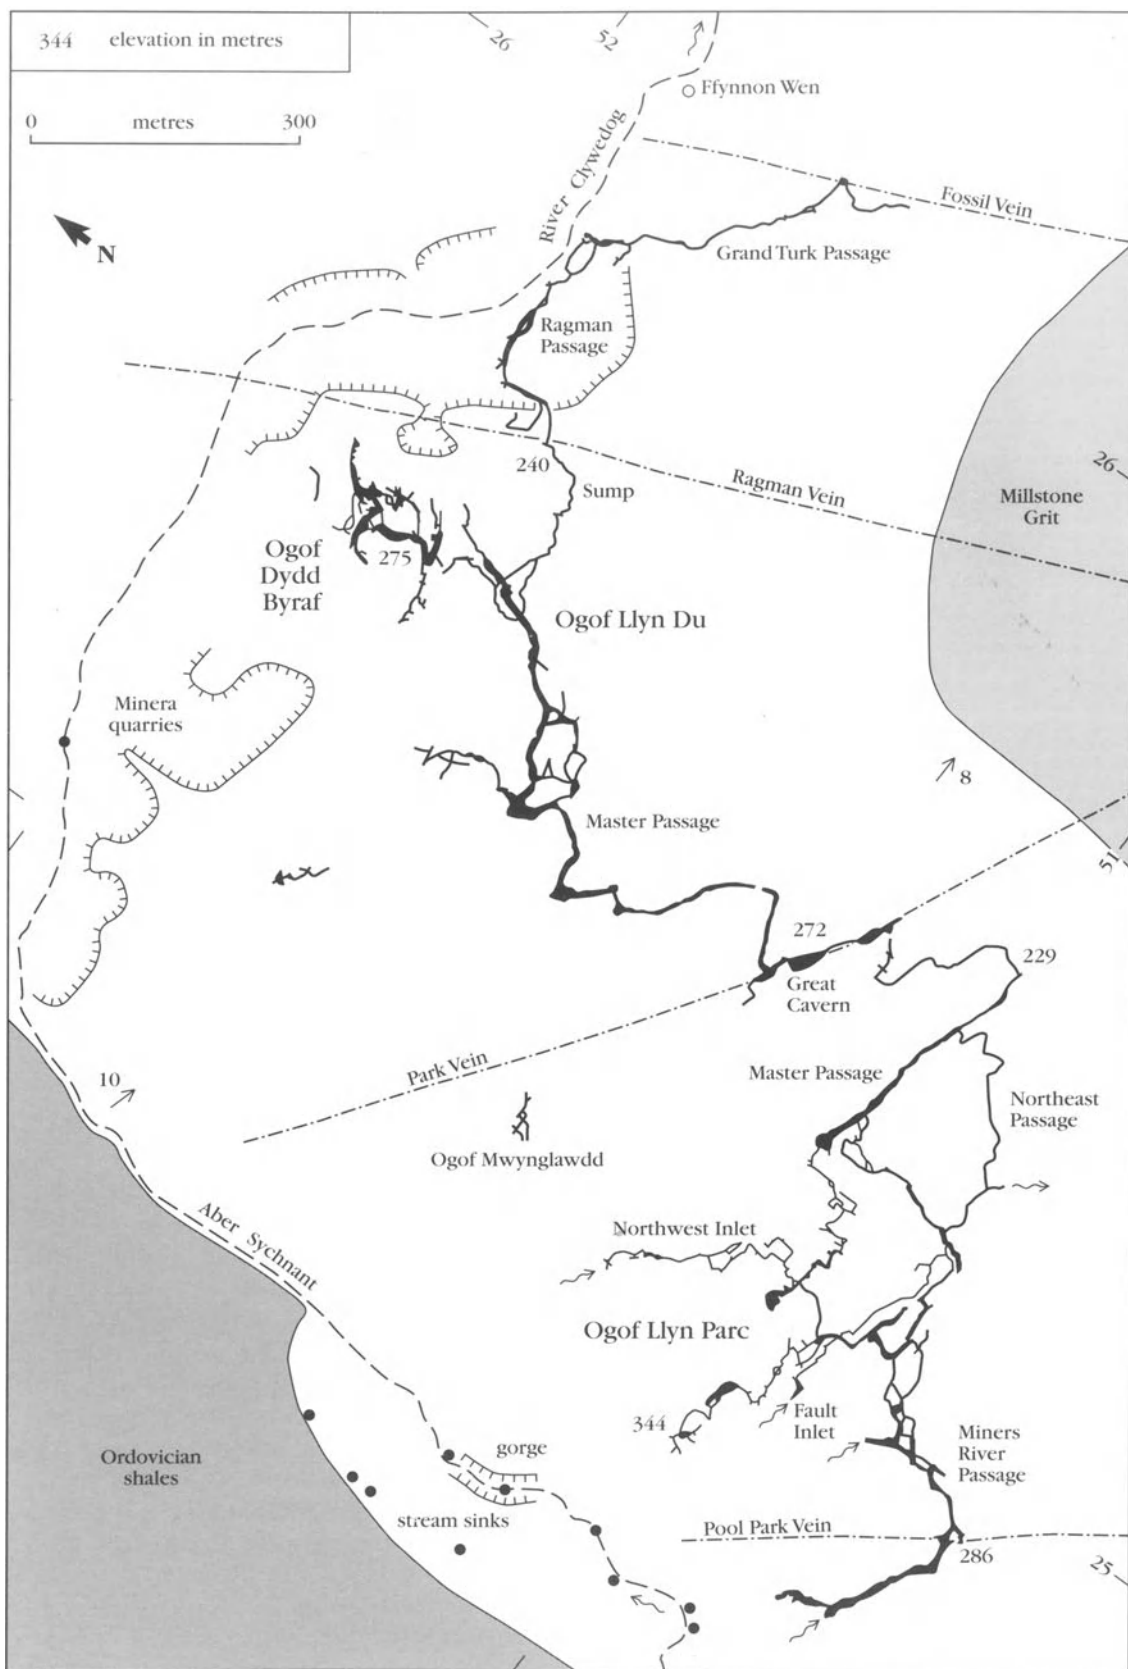 344 elevation in metres
0 metres 300
26
52
Ffynnon Wen
River Clywedog
Fossil Vein
N
Grand Turk Passage
Ragman
Passage
240
Sump
Ragman Vein
26
Millstone
Grit
Ogof
Dydd
Byraf
275
Ogof Llyn Du
Minera
quarries
8
Master Passage
51
272
229
Great
Cavern
Park Vein
10
Master Passage
Northeast
Passage
Ogof Mwynglawdd
Aber Sychnant
Northwest Inlet
Ogof Llyn Parc
344
Fault
Inlet
Miners
River
Passage
Ordovician
shales
gorge
stream sinks
Pool Park Vein
286
25